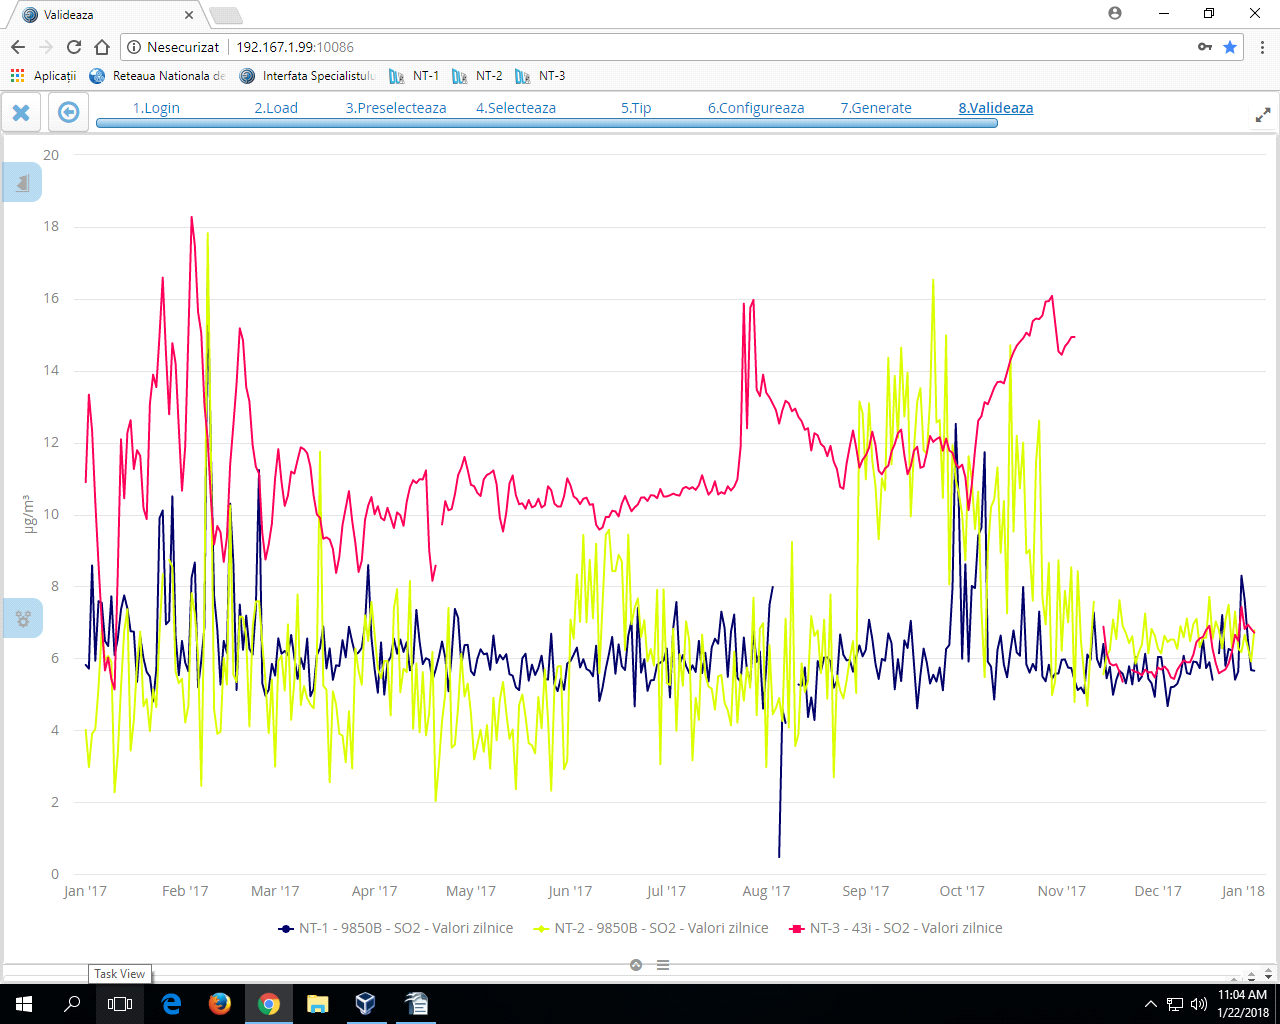 Valideaza
Nesecurizat 192.167.1.99:10086
Aplicații Reteaua Nationala de Interfata Specialistulu NT-1 NT-2 NT-3
1.Login 2.Load 3.Preselecteaza 4.Selecteaza 5.Tip 6.Configureaza 7.Generate 8.Valideaza
20
18
16
14
12
10
8
6
4
2
0
µg/m³
Jan '17 Feb '17 Mar '17 Apr '17 May '17 Jun '17 Jul '17 Aug '17 Sep '17 Oct '17 Nov '17 Dec '17 Jan '18
NT-1 - 9850B - SO2 - Valori zilnice NT-2 - 9850B - SO2 - Valori zilnice NT-3 - 43i - SO2 - Valori zilnice
Task View
11:04 AM
1/22/2018